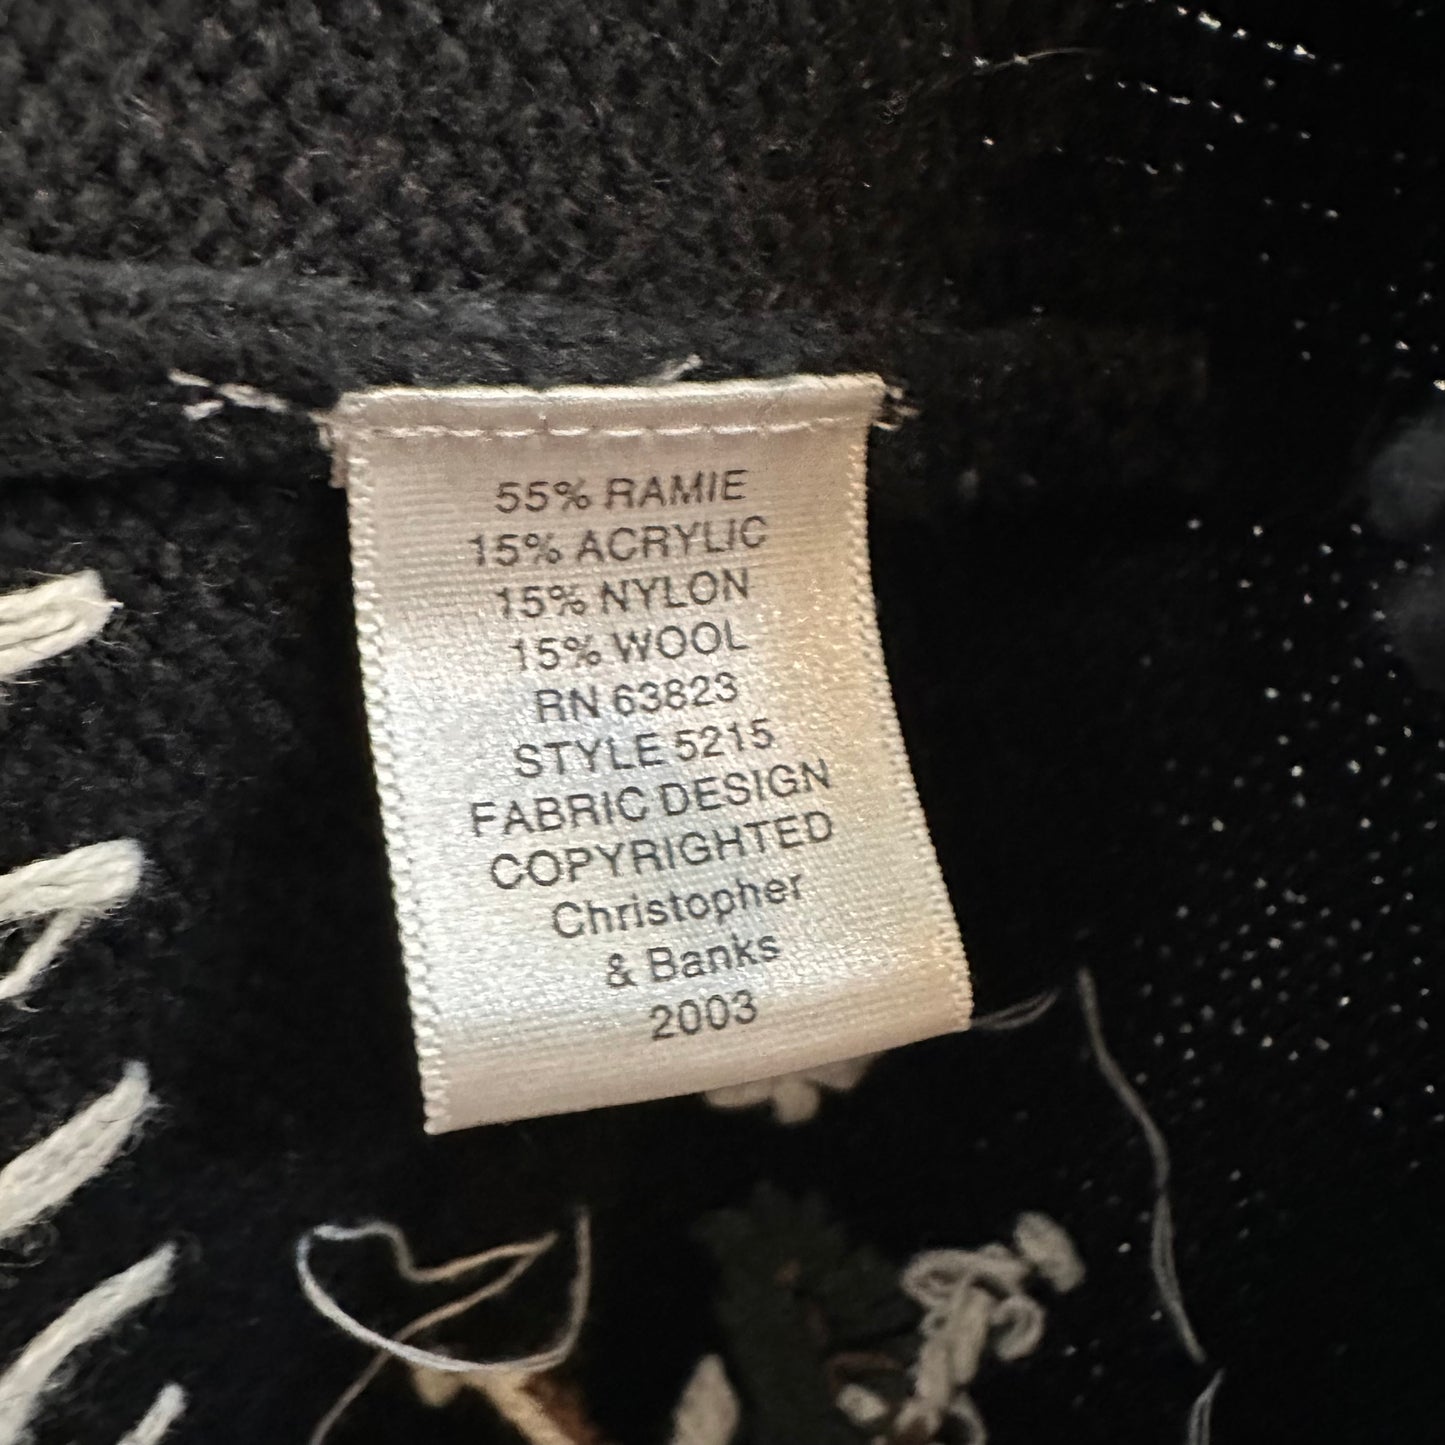 55% RAMIE
15% ACRYLIC
15% NYLON
15% WOOL
RN 63823
STYLE 5215
FABRIC DESIGN
COPYRIGHTED
Christopher
& Banks
2003